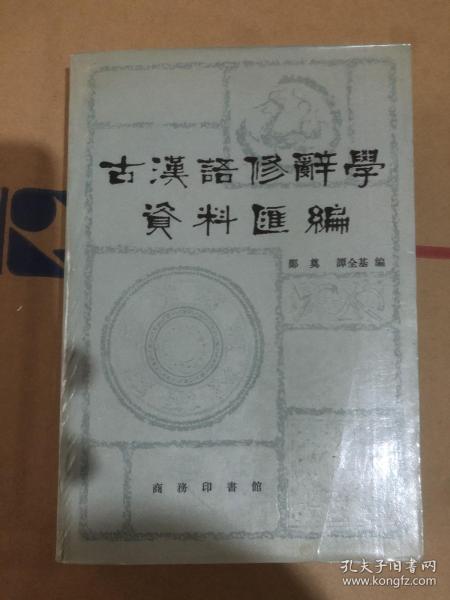 古漢語修辭學
資料匯編
鄭奠 譚全基 編
商務印書館
孔夫子旧书网
www.kongfz.com